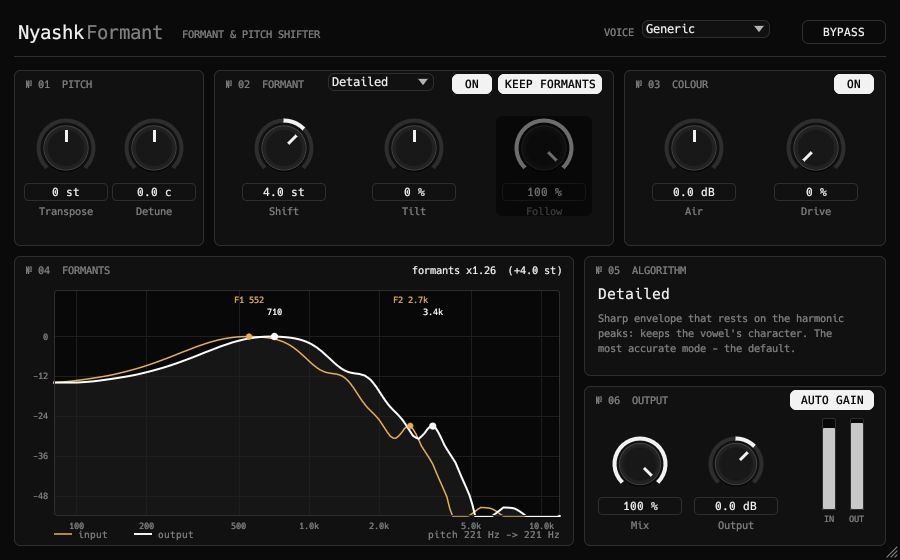 NyashkFormant FORMANT & PITCH SHIFTER VOICE Generic BYPASS
№ 01 PITCH
0 st 0.0 c
Transpose Detune
№ 02 FORMANT Detailed ON KEEP FORMANTS
4.0 st 0 % 100 %
Shift Tilt Follow
№ 03 COLOUR ON
0.0 dB 0 %
Air Drive
№ 04 FORMANTS formants x1.26 (+4.0 st)
F1 552 F2 2.7k
710 3.4k
0
-12
-24
-36
-48
100 200 500 1.0k 2.0k 5.0k 10.0k
input output pitch 221 Hz -> 221 Hz
№ 05 ALGORITHM
Detailed
Sharp envelope that rests on the harmonic
peaks: keeps the vowel's character. The
most accurate mode - the default.
№ 06 OUTPUT AUTO GAIN
100 % 0.0 dB
Mix Output
IN OUT